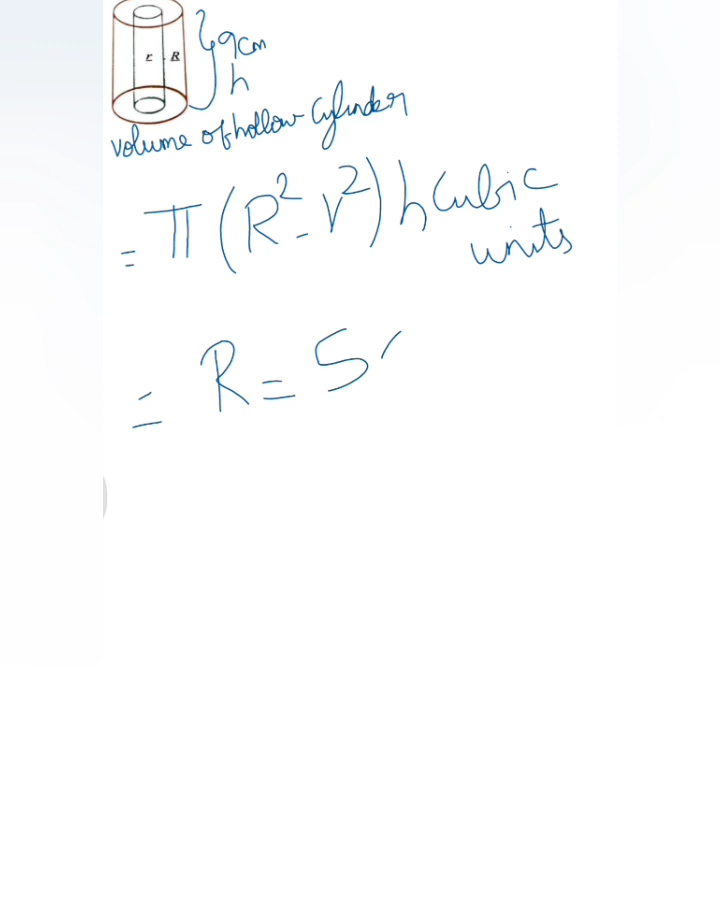 9cm
r R
h
volume of hollow Cylinder
= π (R² - r²) h Cubic
units
= R = 5